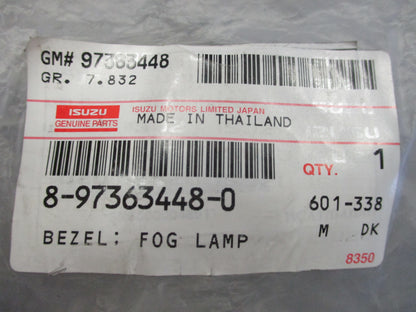 GM# 97363448
GR. 7.832
ISUZU
GENUINE PARTS
ISUZU MOTORS LIMITED JAPAN
MADE IN THAILAND
QTY. 1
8-97363448-0
601-338
BEZEL; FOG LAMP
M DK
8350